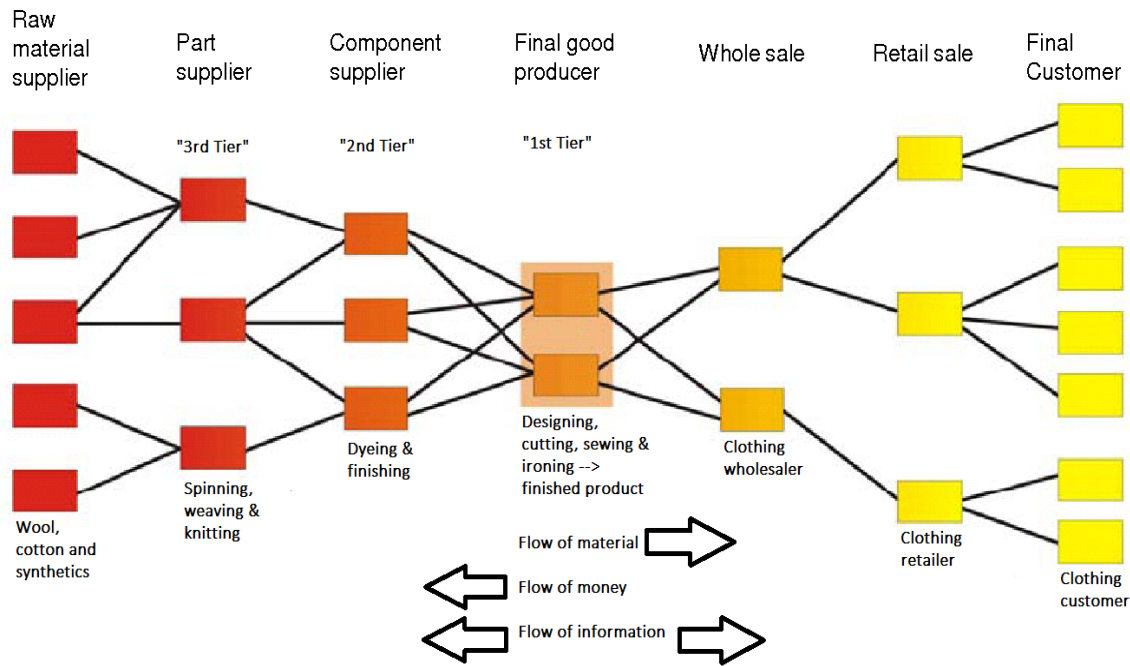 Raw
material
supplier
Part
supplier
Component
supplier
Final good
producer
Whole sale
Retail sale
Final
Customer
"3rd Tier"
"2nd Tier"
"1st Tier"
Wool,
cotton and
synthetics
Spinning,
weaving &
knitting
Dyeing &
finishing
Designing,
cutting, sewing &
ironing -->
finished product
Clothing
wholesaler
Clothing
retailer
Clothing
customer
Flow of material
Flow of money
Flow of information